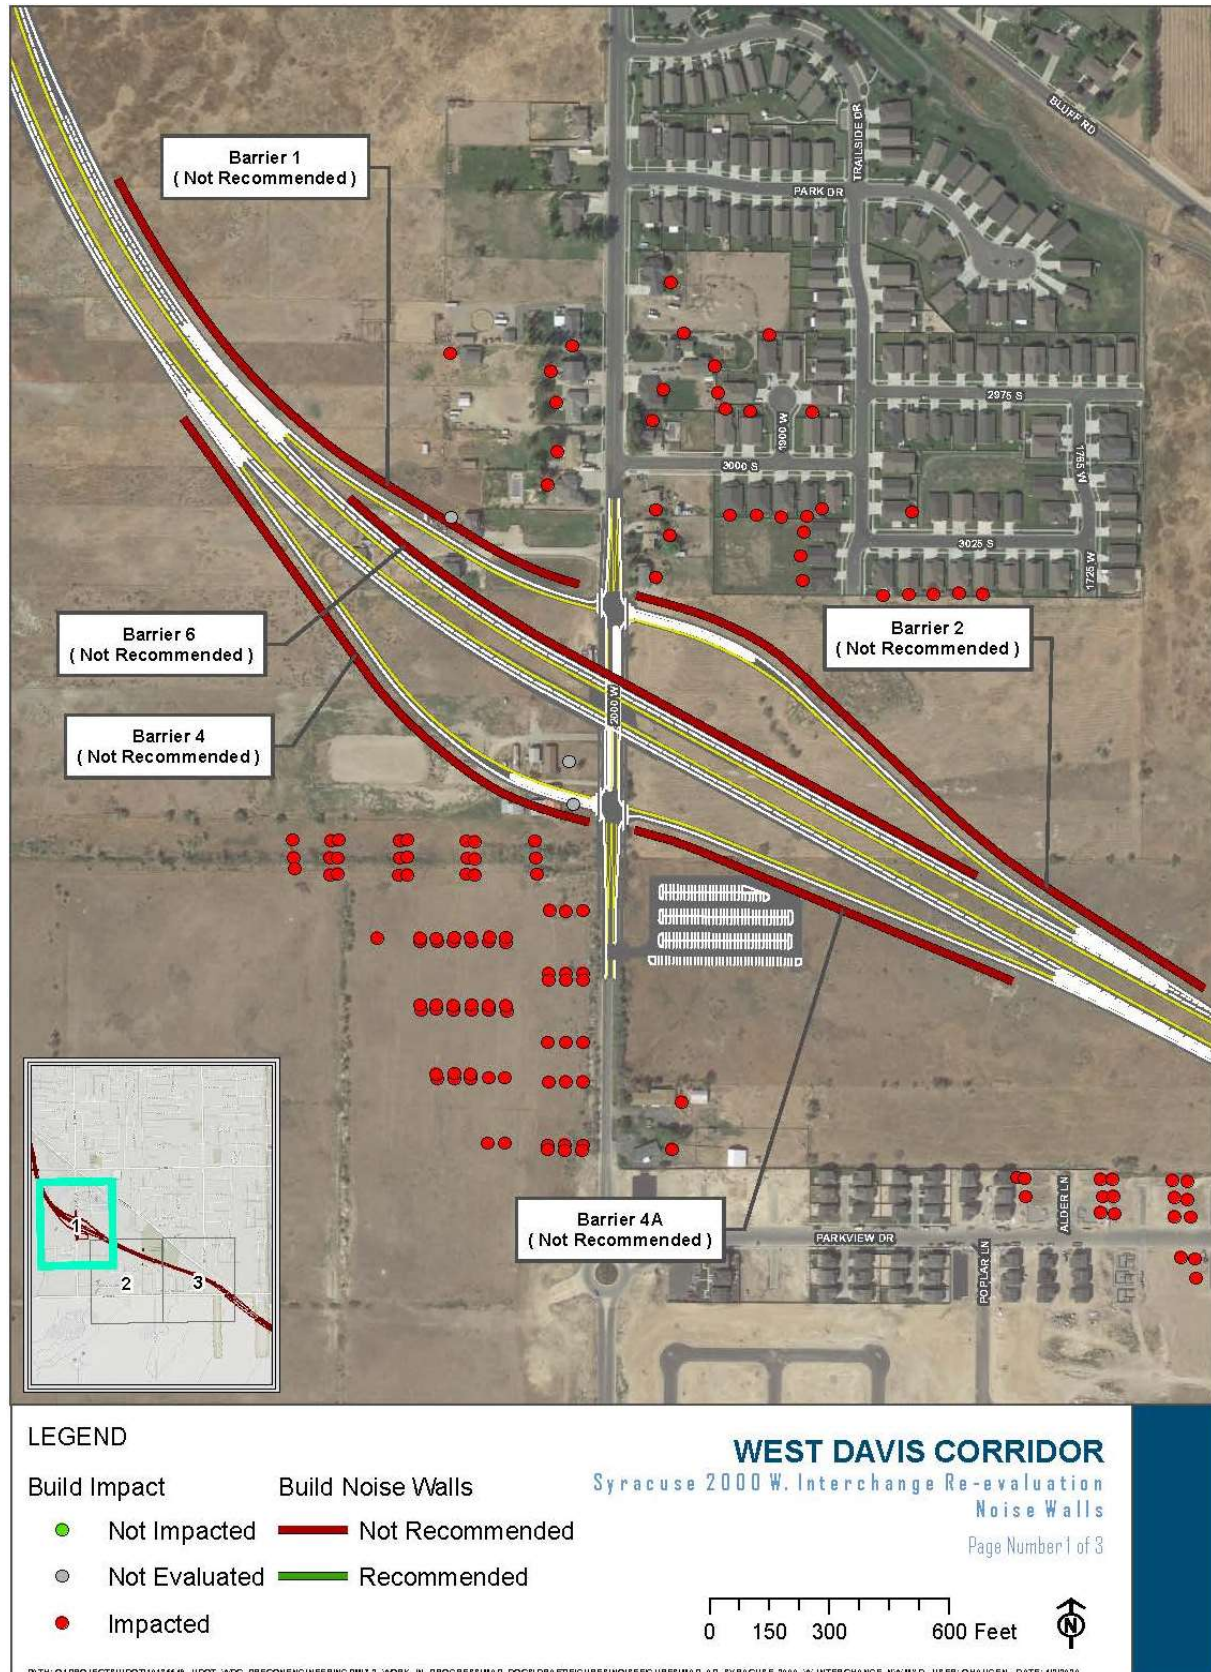 BLUFF RD
TRAILSIDE DR
Barrier 1
( Not Recommended )
PARK DR
2975 S
1900 W
3000 S
1765 W
3025 S
1725 W
Barrier 6
( Not Recommended )
Barrier 2
( Not Recommended )
2000 W
Barrier 4
( Not Recommended )
1
2
3
ALDER LN
Barrier 4A
( Not Recommended )
PARKVIEW DR
POPLAR LN
LEGEND
Build Impact
Not Impacted
Not Evaluated
Impacted
Build Noise Walls
Not Recommended
Recommended
WEST DAVIS CORRIDOR
Syracuse 2000 W. Interchange Re-evaluation
Noise Walls
Page Number 1 of 3
0 150 300 600 Feet
N